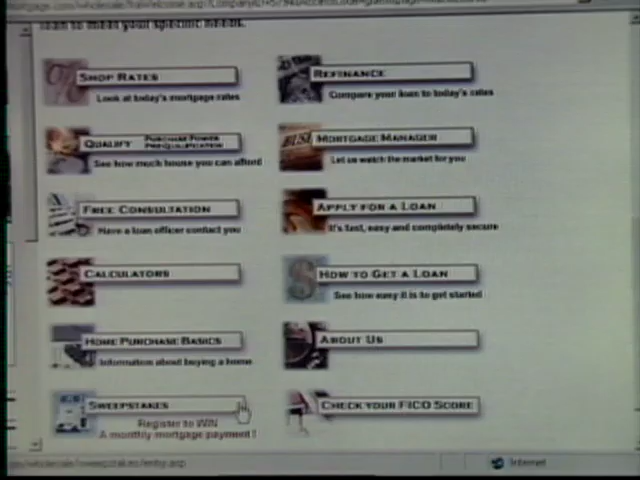 team to meet your specific needs.
SHOP RATES
Look at today's mortgage rates
REFINANCE
Compare your loan to today's rates
QUALIFY PURCHASE POWER
PREQUALIFICATION
See how much house you can afford
MORTGAGE MANAGER
Let us watch the market for you
FREE CONSULTATION
Have a loan officer contact you
APPLY FOR A LOAN
It's fast, easy and completely secure
CALCULATORS
HOW TO GET A LOAN
See how easy it is to get started
HOME PURCHASE BASICS
Information about buying a home
ABOUT US
SWEEPSTAKES
Register to WIN
A monthly mortgage payment!
CHECK YOUR FICO SCORE
Internet